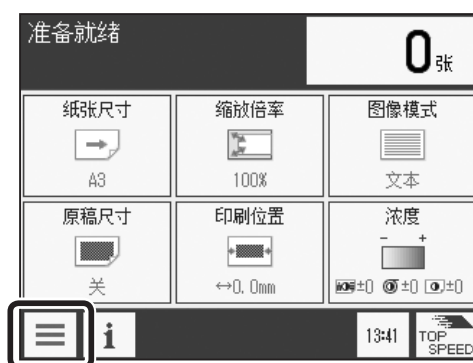 准备就绪
0张
纸张尺寸
A3
缩放倍率
100%
图像模式
文本
原稿尺寸
关
印刷位置
↔0.0mm
浓度
- +
±0 ±0 ±0
i
13:41
TOP SPEED